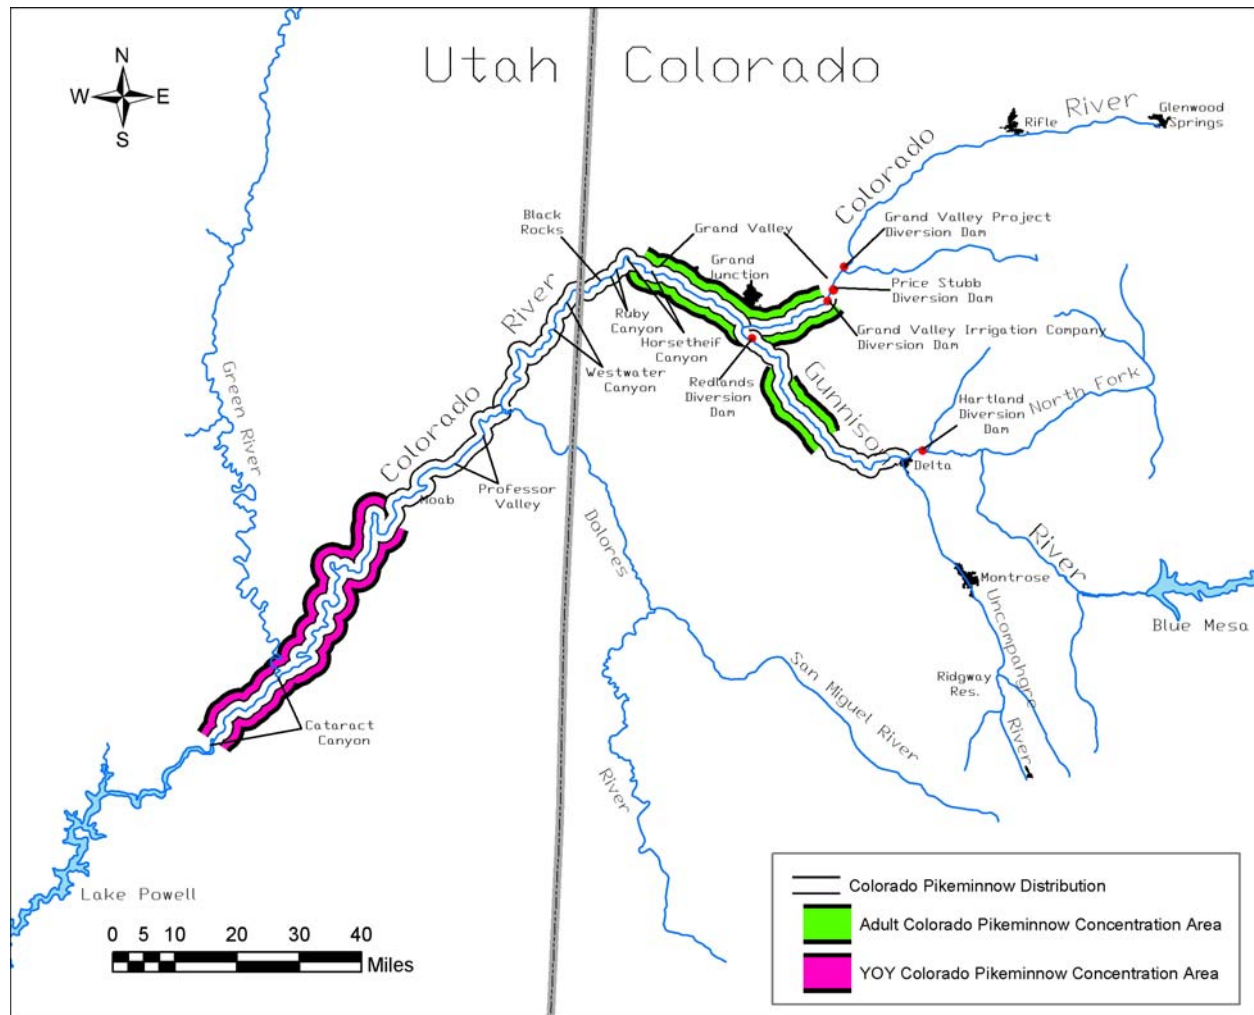 Utah
Colorado
N
W
E
S
Colorado
River
Rifle
Glenwood
Springs
Grand Valley Project
Diversion Dam
Black
Rocks
Grand Valley
Grand
Junction
Price Stubb
Diversion Dam
River
Ruby
Canyon
Horsetheif
Canyon
Grand Valley Irrigation Company
Diversion Dam
Westwater
Canyon
Redlands
Diversion
Dam
Gunnison
Hartland
Diversion
Dam
North Fork
Green River
Colorado
Delta
Moab
Professor
Valley
Dolores
River
Montrose
Blue Mesa
Uncompahgre
River
San Miguel River
Ridgway
Res.
Cataract
Canyon
River
Lake Powell
0 5 10 20 30 40
Miles
Colorado Pikeminnow Distribution
Adult Colorado Pikeminnow Concentration Area
YOY Colorado Pikeminnow Concentration Area